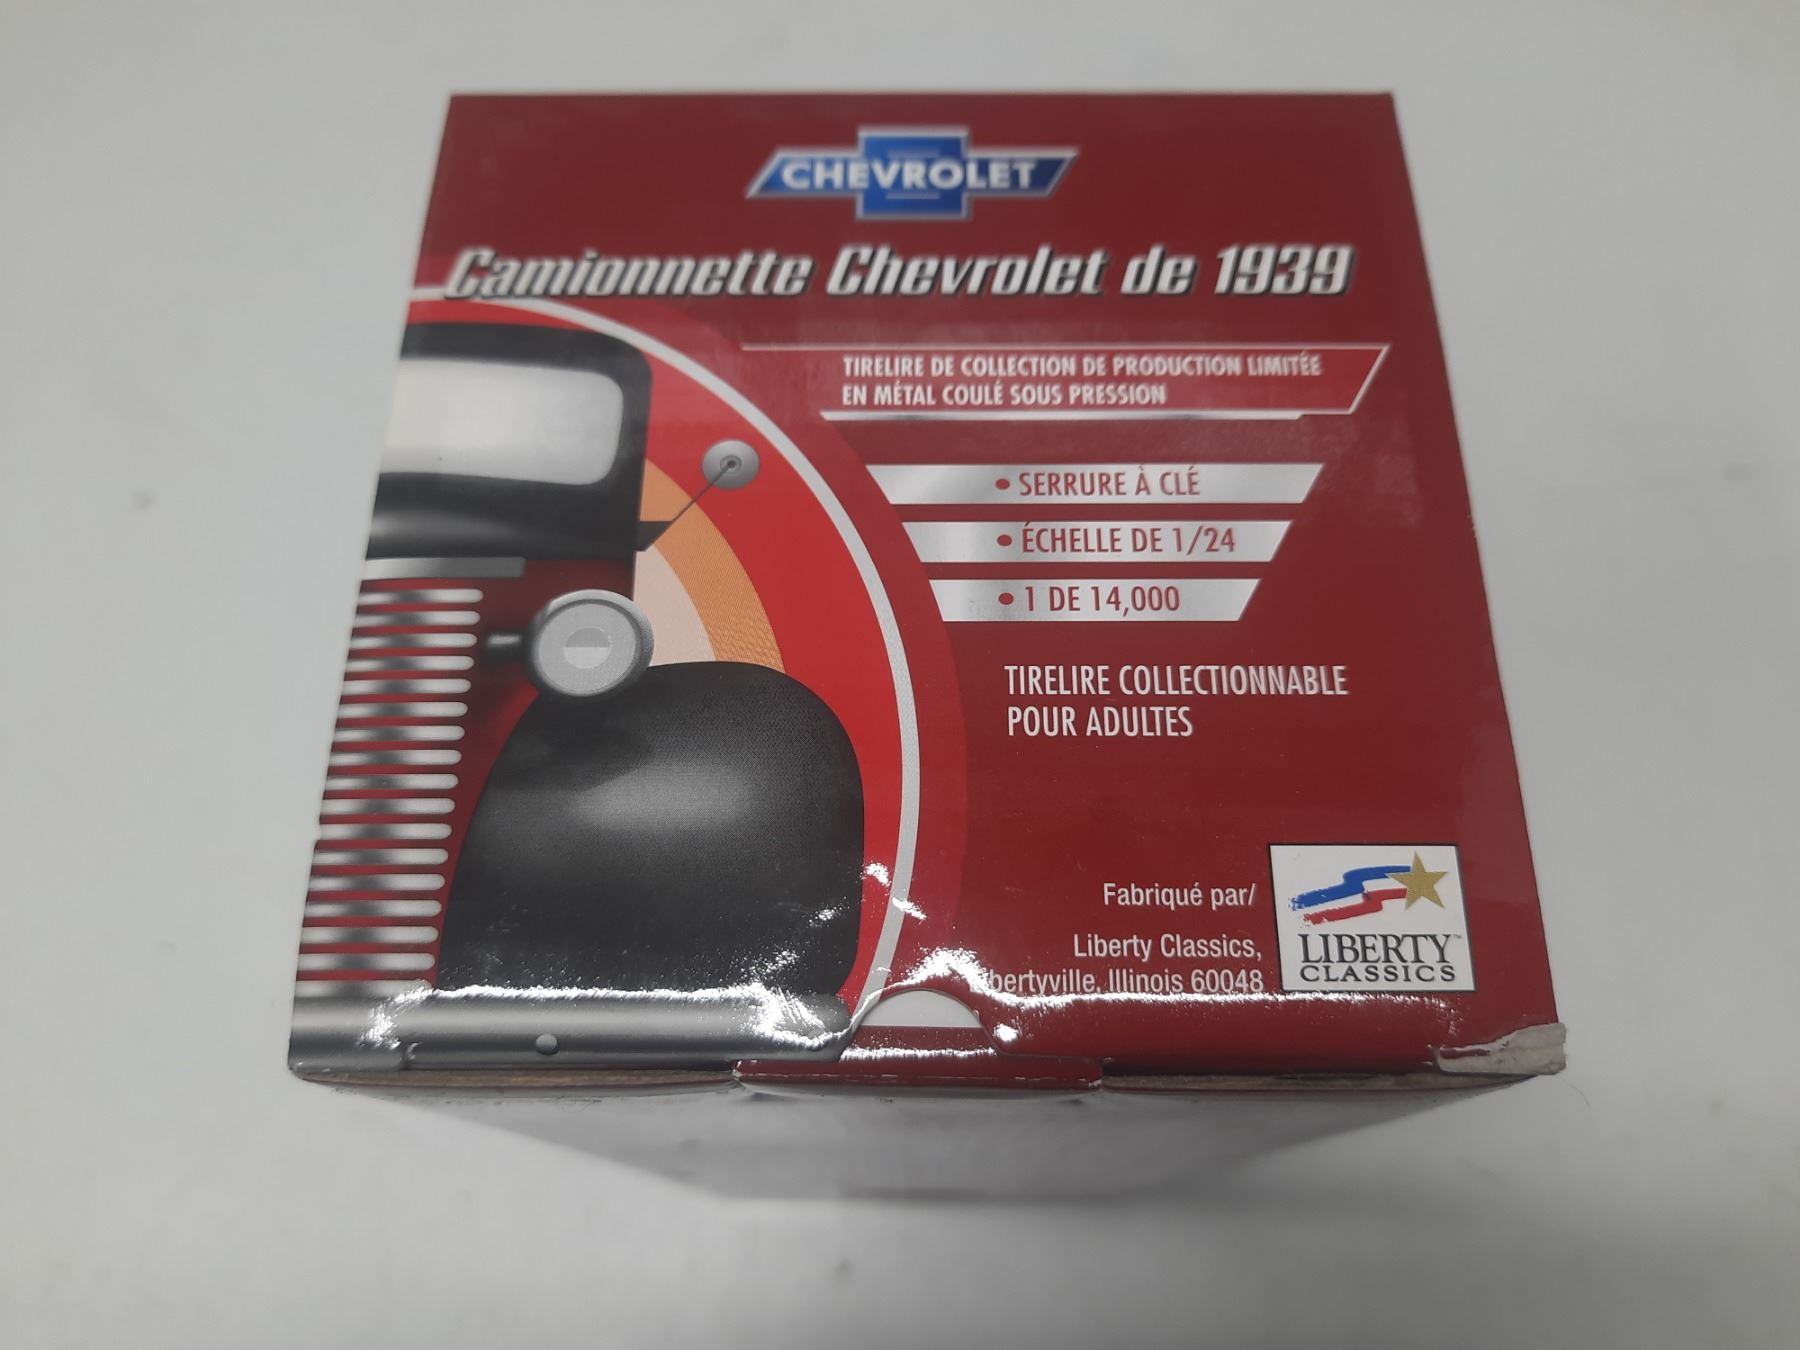 CHEVROLET
Camionnette Chevrolet de 1939
TIRELIRE DE COLLECTION DE PRODUCTION LIMITÉE
EN MÉTAL COULÉ SOUS PRESSION
• SERRURE À CLÉ
• ÉCHELLE DE 1/24
• 1 DE 14,000
TIRELIRE COLLECTIONNABLE
POUR ADULTES
Fabriqué par/
Liberty Classics,
Illinois 60048
LIBERTY™
CLASSICS